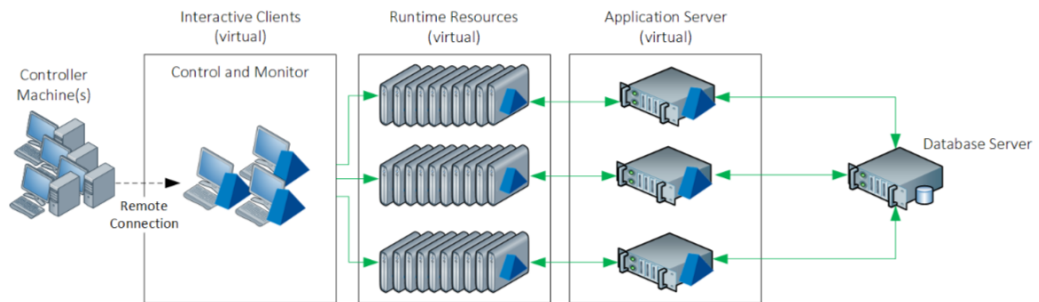 Interactive Clients
(virtual)
Runtime Resources
(virtual)
Application Server
(virtual)
Controller
Machine(s)
Control and Monitor
Database Server
Remote
Connection